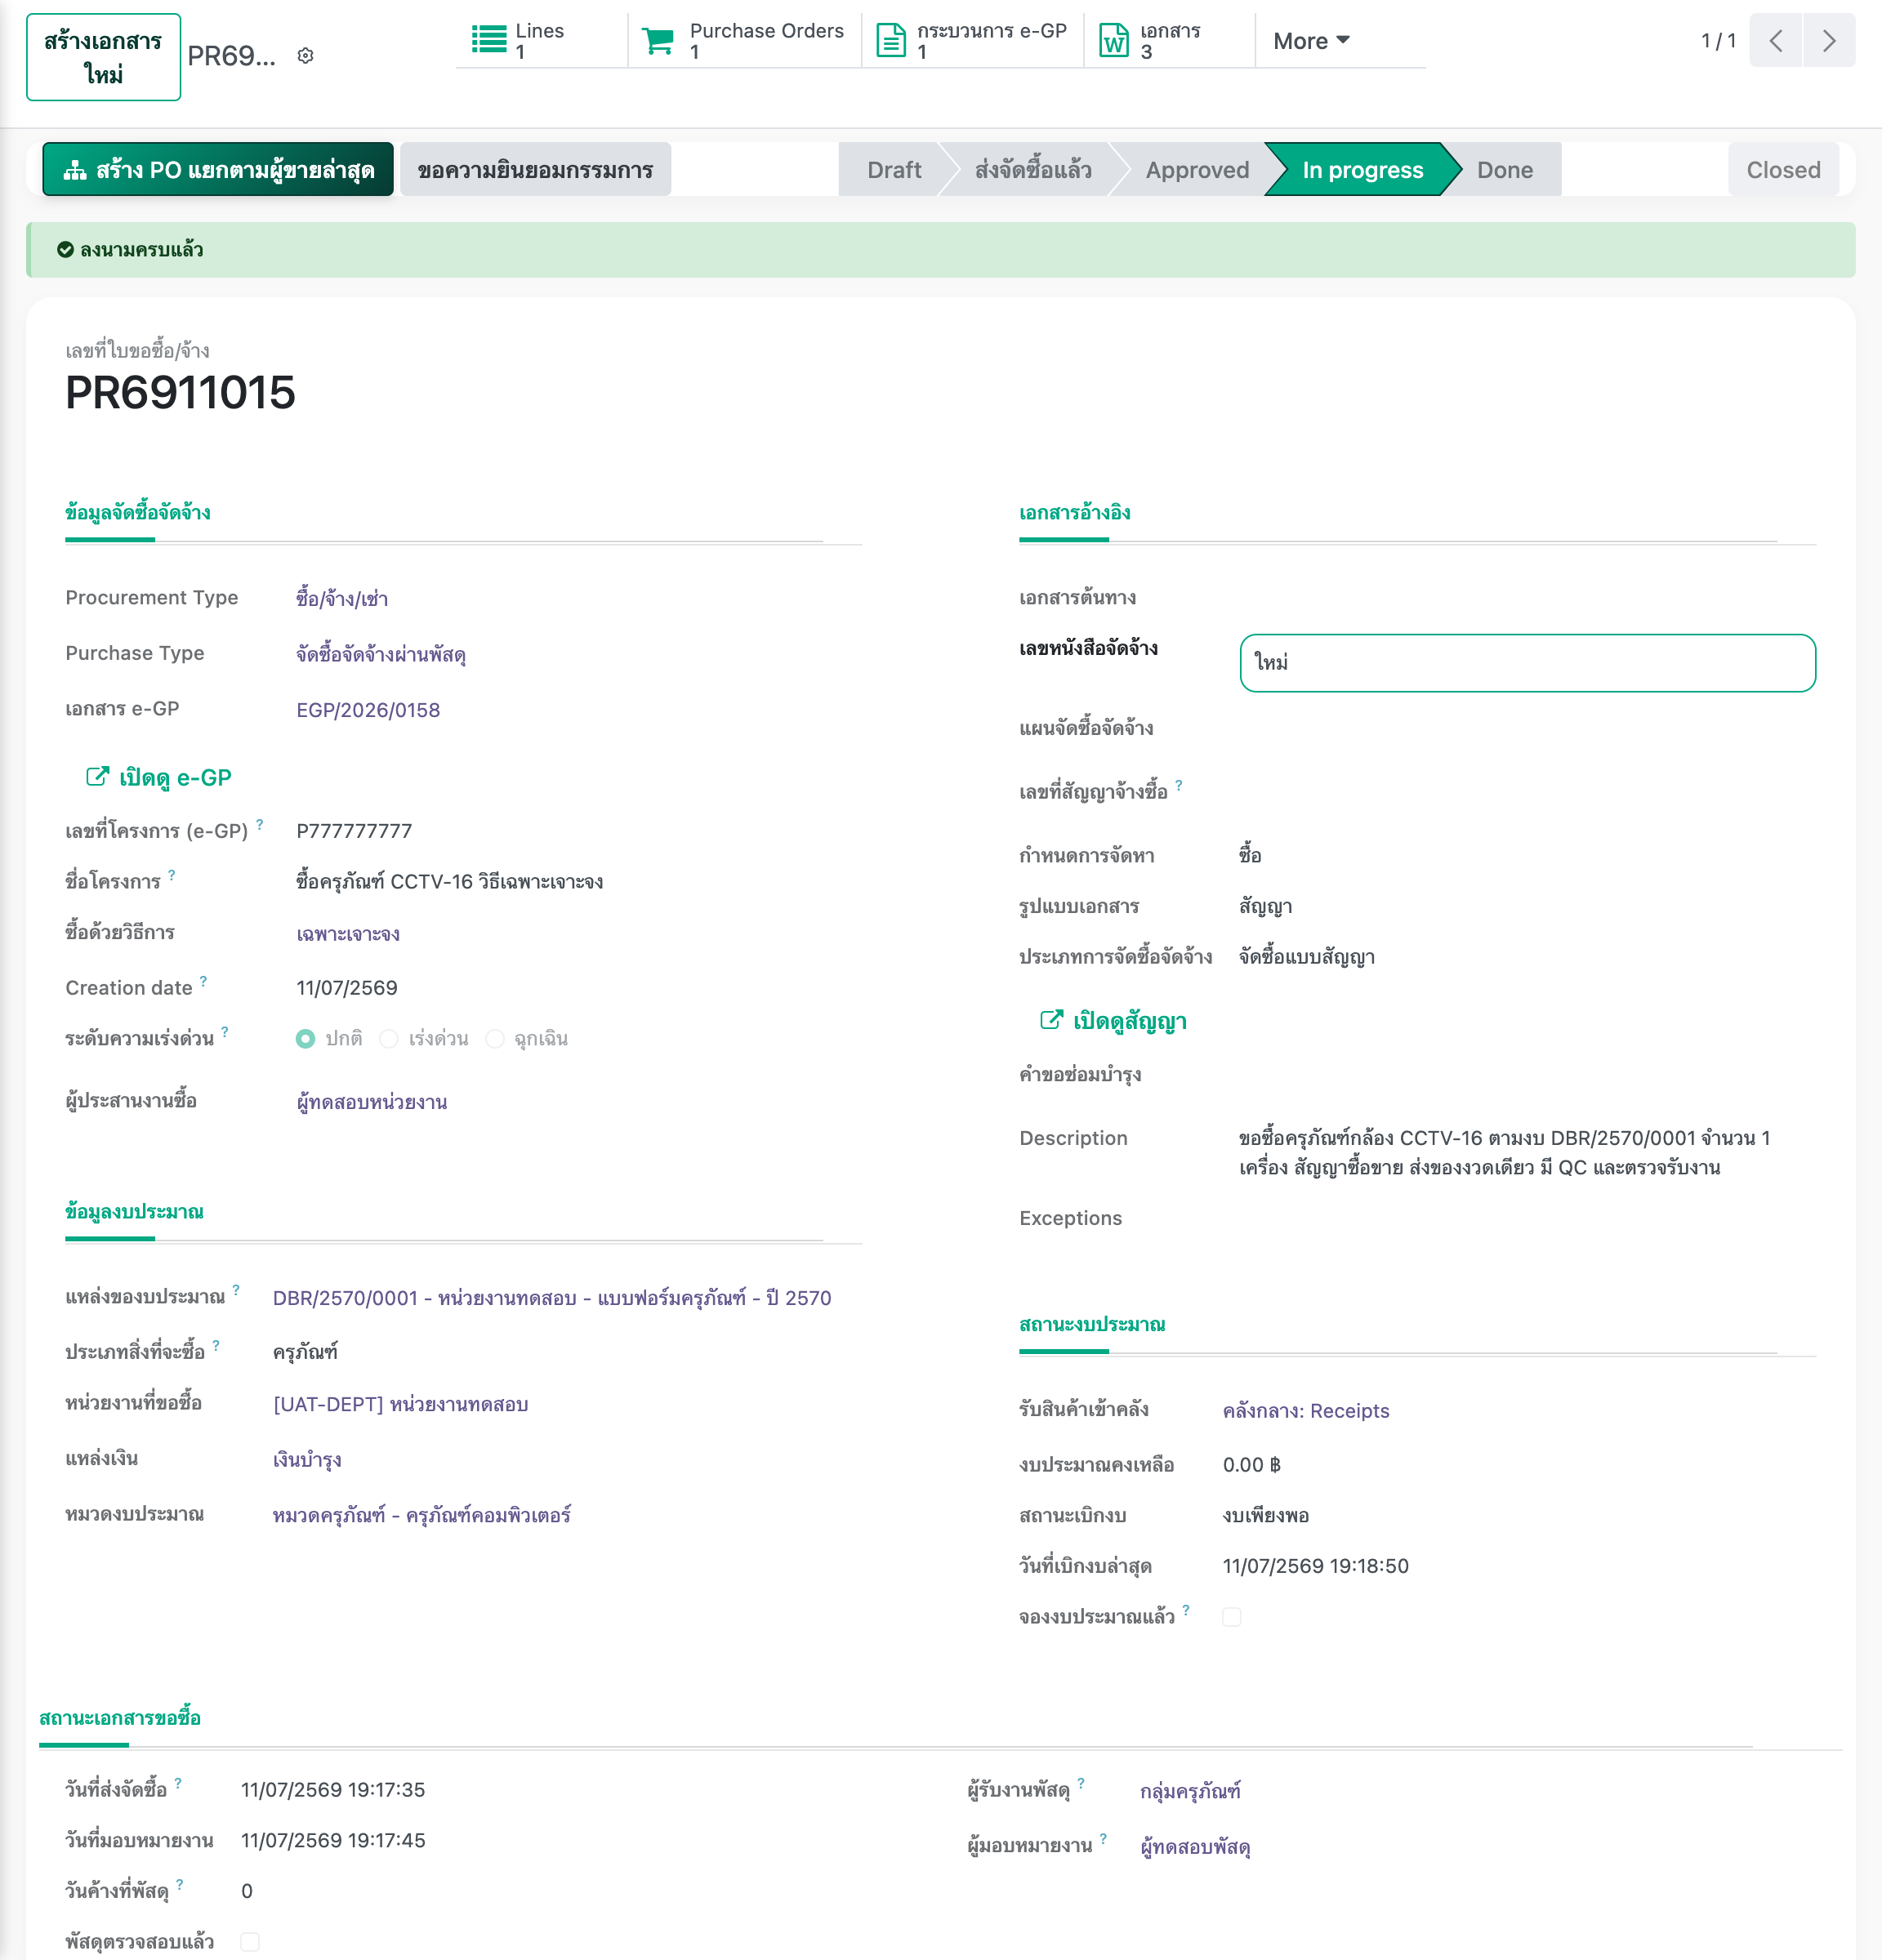 สร้างเอกสาร
ใหม่
PR69...
Lines
1
Purchase Orders
1
กระบวนการ e-GP
1
เอกสาร
3
More
1 / 1
สร้าง PO แยกตามผู้ขายล่าสุด
ขอความยินยอมกรรมการ
Draft
ส่งจัดซื้อแล้ว
Approved
In progress
Done
Closed
ลงนามครบแล้ว
เลขที่ใบขอซื้อ/จ้าง
PR6911015
ข้อมูลจัดซื้อจัดจ้าง
Procurement Type ซื้อ/จ้าง/เช่า
Purchase Type จัดซื้อจัดจ้างผ่านพัสดุ
เอกสาร e-GP EGP/2026/0158
เปิดดู e-GP
เลขที่โครงการ (e-GP) ? P777777777
ชื่อโครงการ ? ซื้อครุภัณฑ์ CCTV-16 วิธีเฉพาะเจาะจง
ซื้อด้วยวิธีการ เฉพาะเจาะจง
Creation date ? 11/07/2569
ระดับความเร่งด่วน ? ปกติ เร่งด่วน ฉุกเฉิน
ผู้ประสานงานซื้อ ผู้ทดสอบหน่วยงาน
เอกสารอ้างอิง
เอกสารต้นทาง
เลขหนังสือจัดจ้าง ใหม่
แผนจัดซื้อจัดจ้าง
เลขที่สัญญาจ้างซื้อ ?
กำหนดการจัดหา ซื้อ
รูปแบบเอกสาร สัญญา
ประเภทการจัดซื้อจัดจ้าง จัดซื้อแบบสัญญา
เปิดดูสัญญา
คำขอซ่อมบำรุง
Description ขอซื้อครุภัณฑ์กล้อง CCTV-16 ตามงบ DBR/2570/0001 จำนวน 1
เครื่อง สัญญาซื้อขาย ส่งของงวดเดียว มี QC และตรวจรับงาน
Exceptions
ข้อมูลงบประมาณ
แหล่งของบประมาณ ? DBR/2570/0001 - หน่วยงานทดสอบ - แบบฟอร์มครุภัณฑ์ - ปี 2570
ประเภทสิ่งที่จะซื้อ ? ครุภัณฑ์
หน่วยงานที่ขอซื้อ [UAT-DEPT] หน่วยงานทดสอบ
แหล่งเงิน เงินบำรุง
หมวดงบประมาณ หมวดครุภัณฑ์ - ครุภัณฑ์คอมพิวเตอร์
สถานะงบประมาณ
รับสินค้าเข้าคลัง คลังกลาง: Receipts
งบประมาณคงเหลือ 0.00 ฿
สถานะเบิกงบ งบเพียงพอ
วันที่เบิกงบล่าสุด 11/07/2569 19:18:50
จองงบประมาณแล้ว ?
สถานะเอกสารขอซื้อ
วันที่ส่งจัดซื้อ ? 11/07/2569 19:17:35
วันที่มอบหมายงาน 11/07/2569 19:17:45
วันค้างที่พัสดุ ? 0
พัสดุตรวจสอบแล้ว
ผู้รับงานพัสดุ ? กลุ่มครุภัณฑ์
ผู้มอบหมายงาน ? ผู้ทดสอบพัสดุ